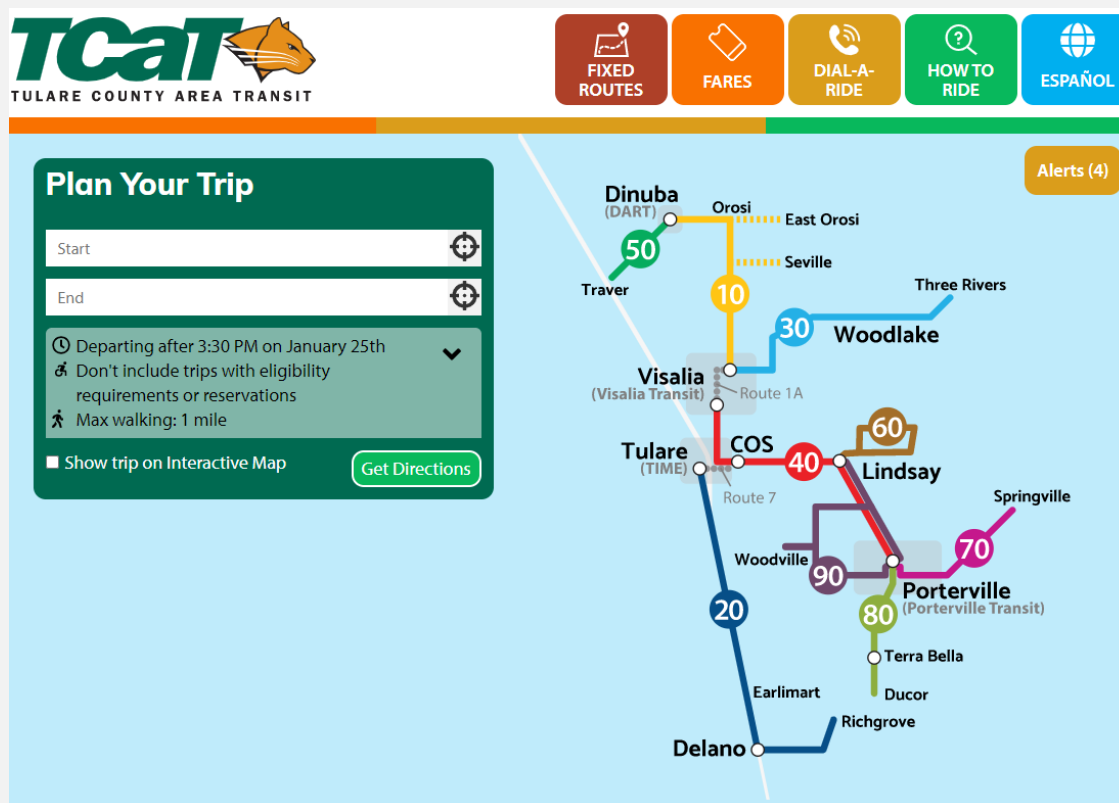 TCaT
TULARE COUNTY AREA TRANSIT
FIXED
ROUTES
FARES
DIAL-A-
RIDE
HOW TO
RIDE
ESPAÑOL
Alerts (4)
Plan Your Trip
Start
End
Departing after 3:30 PM on January 25th
Don't include trips with eligibility
requirements or reservations
Max walking: 1 mile
Show trip on Interactive Map
Get Directions
Dinuba
(DART)
Orosi
East Orosi
50
Seville
Traver
10
Three Rivers
30
Woodlake
Visalia
(Visalia Transit)
Route 1A
60
Tulare
(TIME)
COS
40
Lindsay
Route 7
Springville
Woodville
70
90
Porterville
(Porterville Transit)
20
80
Terra Bella
Earlimart
Ducor
Richgrove
Delano